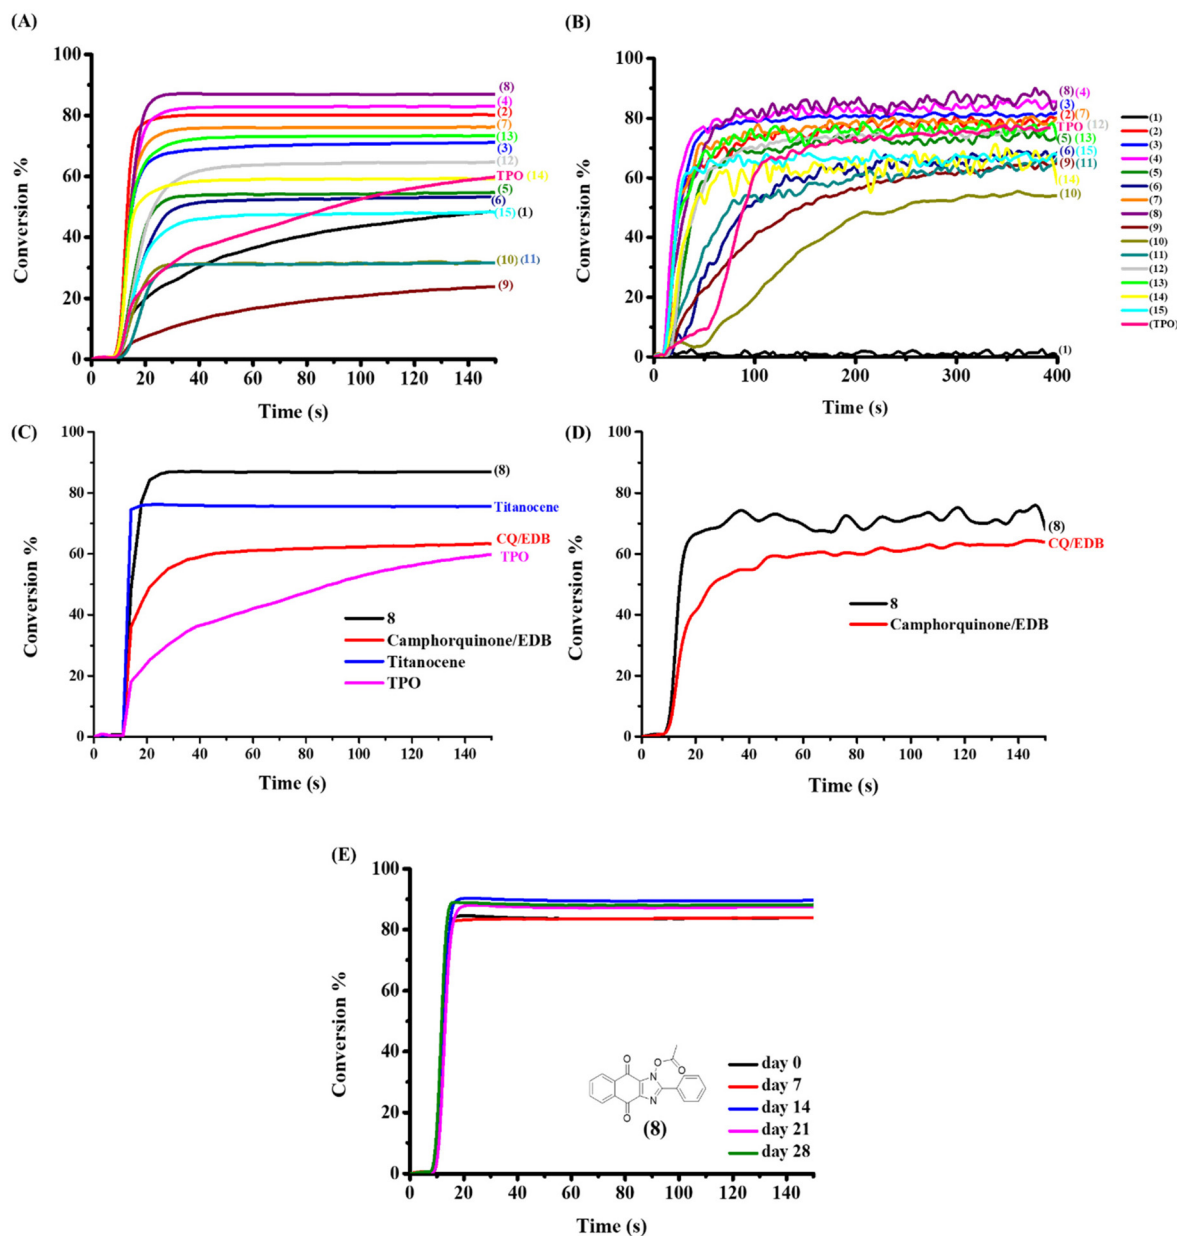 (A)
100
80
60
40
20
0
Conversion %
0 20 40 60 80 100 120 140
Time (s)
(8)
(4)
(2)
(7)
(13)
(3)
(12)
TPO (14)
(5)
(6)
(15) (1)
(10) (11)
(9)
(B)
100
80
60
40
20
0
Conversion %
0 100 200 300 400
Time (s)
(8)(4)
(3)
(2)(7)
TPO (12)
(5)(13)
(6)(15)
(9)(11)
(14)
(10)
(1)
(1)
(2)
(3)
(4)
(5)
(6)
(7)
(8)
(9)
(10)
(11)
(12)
(13)
(14)
(15)
(TPO)
(C)
100
80
60
40
20
0
Conversion %
0 20 40 60 80 100 120 140
Time (s)
(8)
Titanocene
CQ/EDB
TPO
8
Camphorquinone/EDB
Titanocene
TPO
(D)
100
80
60
40
20
0
Conversion %
0 20 40 60 80 100 120 140
Time (s)
(8)
CQ/EDB
8
Camphorquinone/EDB
(E)
100
80
60
40
20
0
Conversion %
0 20 40 60 80 100 120 140
Time (s)
O
O
O
N
N
O
(8)
day 0
day 7
day 14
day 21
day 28